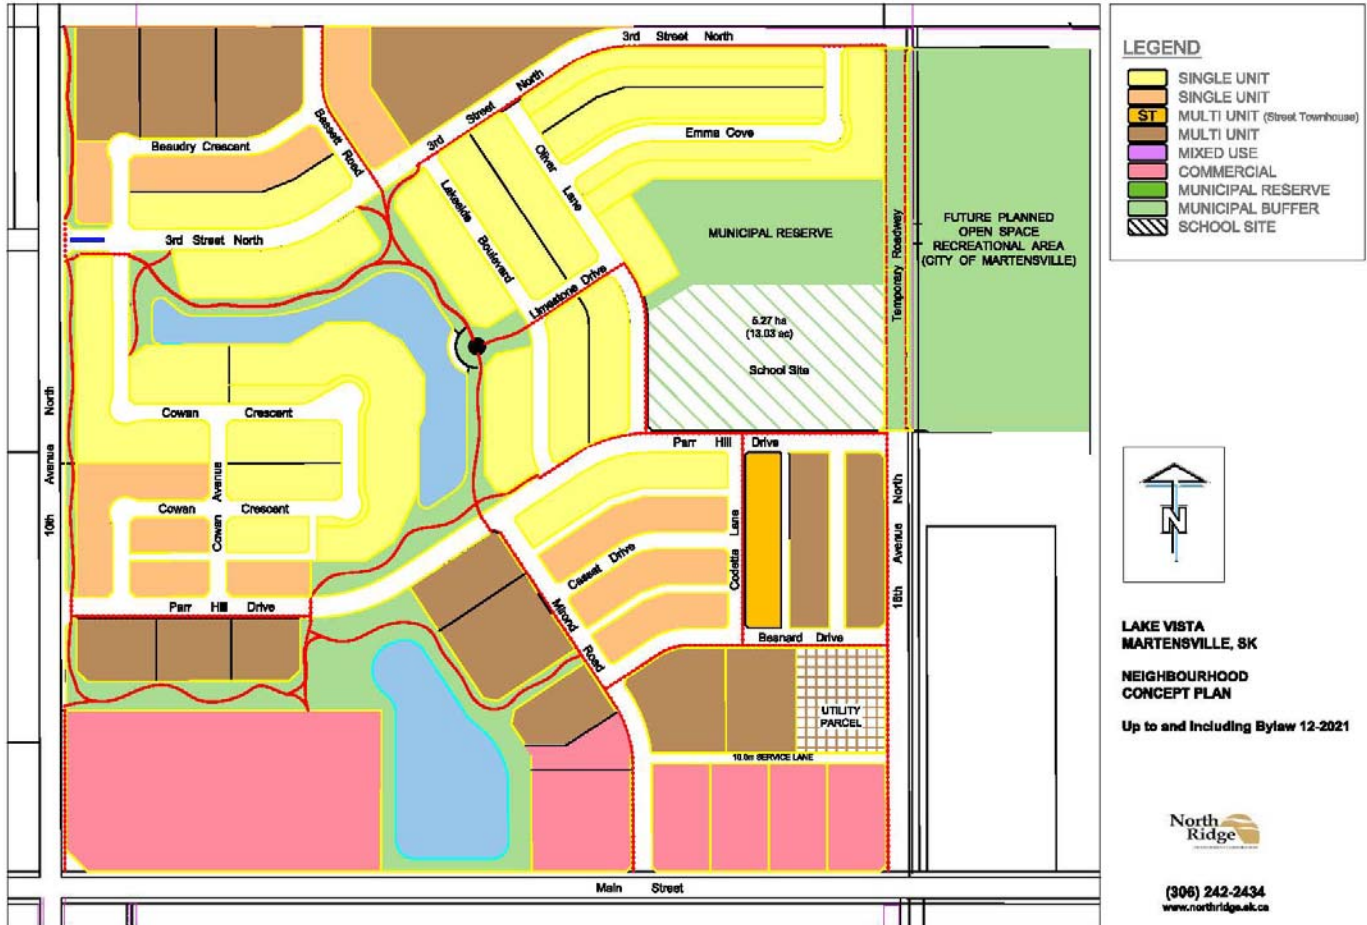 3rd Street North
3rd Street North
Bassett Road
Beaudry Crescent
Emma Cove
Oliver Lane
Lakeside Boulevard
3rd Street North
Limestone Drive
MUNICIPAL RESERVE
Temporary Roadway
FUTURE PLANNED
OPEN SPACE
RECREATIONAL AREA
(CITY OF MARTENSVILLE)
5.27 ha
(13.03 ac)
School Site
10th Avenue North
Cowan Crescent
Cowan Avenue
Cowan Crescent
Parr Hill Drive
Parr Hill Drive
Casset Drive
Codetta Lane
Mirond Road
16th Avenue North
Besnard Drive
UTILITY
PARCEL
10.0m SERVICE LANE
Main Street
LEGEND
SINGLE UNIT
SINGLE UNIT
ST MULTI UNIT (Street Townhouse)
MULTI UNIT
MIXED USE
COMMERCIAL
MUNICIPAL RESERVE
MUNICIPAL BUFFER
SCHOOL SITE
N
LAKE VISTA
MARTENSVILLE, SK
NEIGHBOURHOOD
CONCEPT PLAN
Up to and Including Bylaw 12-2021
North
Ridge
(306) 242-2434
www.northridge.sk.ca